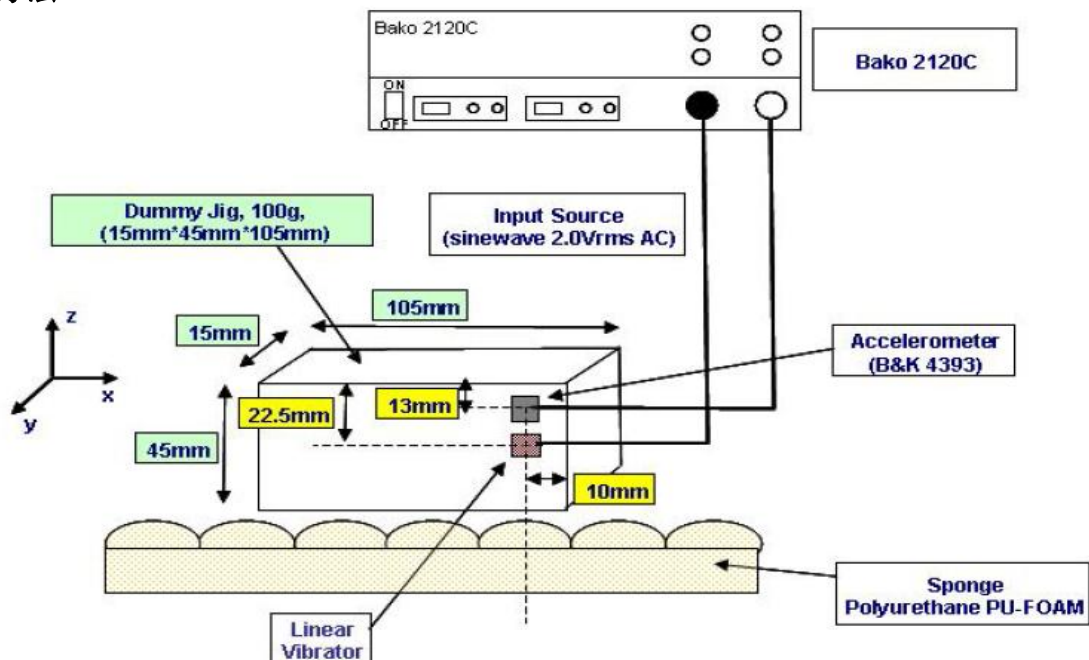 Bako 2120C
Bako 2120C
ON
OFF
Dummy Jig, 100g,
(15mm*45mm*105mm)
Input Source
(sinewave 2.0Vrms AC)
105mm
15mm
z
x
y
Accelerometer
(B&K 4393)
13mm
22.5mm
45mm
10mm
Sponge
Polyurethane PU-FOAM
Linear
Vibrator